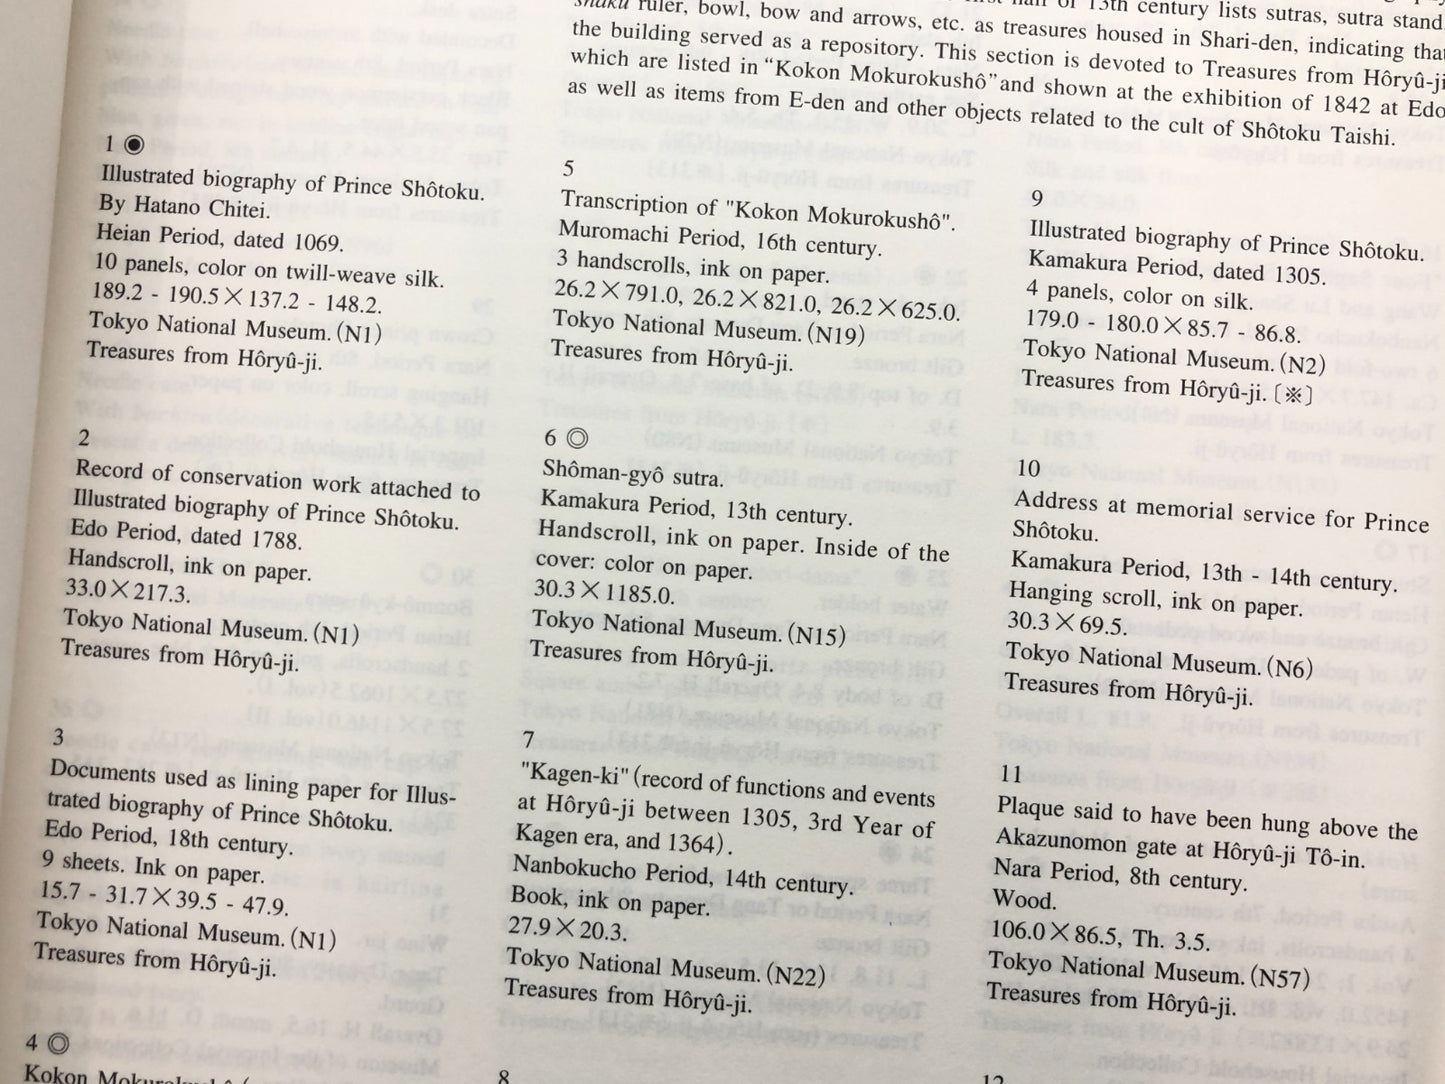 first half of 13th century lists sutras, sutra stand,
shaku ruler, bowl, bow and arrows, etc. as treasures housed in Shari-den, indicating that
the building served as a repository. This section is devoted to Treasures from Hôryû-ji
which are listed in “Kokon Mokurokushô” and shown at the exhibition of 1842 at Edo
as well as items from E-den and other objects related to the cult of Shôtoku Taishi.
1 ◉
Illustrated biography of Prince Shôtoku.
By Hatano Chitei.
Heian Period, dated 1069.
10 panels, color on twill-weave silk.
189.2 - 190.5 × 137.2 - 148.2.
Tokyo National Museum. (N1)
Treasures from Hôryû-ji.
2
Record of conservation work attached to
Illustrated biography of Prince Shôtoku.
Edo Period, dated 1788.
Handscroll, ink on paper.
33.0 × 217.3.
Tokyo National Museum. (N1)
Treasures from Hôryû-ji.
3
Documents used as lining paper for Illus-
trated biography of Prince Shôtoku.
Edo Period, 18th century.
9 sheets. Ink on paper.
15.7 - 31.7 × 39.5 - 47.9.
Tokyo National Museum. (N1)
Treasures from Hôryû-ji.
4 ◎
Kokon Mokurokushô (
5
Transcription of "Kokon Mokurokushô".
Muromachi Period, 16th century.
3 handscrolls, ink on paper.
26.2 × 791.0, 26.2 × 821.0, 26.2 × 625.0.
Tokyo National Museum. (N19)
Treasures from Hôryû-ji.
6 ◎
Shôman-gyô sutra.
Kamakura Period, 13th century.
Handscroll, ink on paper. Inside of the
cover: color on paper.
30.3 × 1185.0.
Tokyo National Museum. (N15)
Treasures from Hôryû-ji.
7
"Kagen-ki" (record of functions and events
at Hôryû-ji between 1305, 3rd Year of
Kagen era, and 1364).
Nanbokucho Period, 14th century.
Book, ink on paper.
27.9 × 20.3.
Tokyo National Museum. (N22)
Treasures from Hôryû-ji.
8
9
Illustrated biography of Prince Shôtoku.
Kamakura Period, dated 1305.
4 panels, color on silk.
179.0 - 180.0 × 85.7 - 86.8.
Tokyo National Museum. (N2)
Treasures from Hôryû-ji. 〔※〕
10
Address at memorial service for Prince
Shôtoku.
Kamakura Period, 13th - 14th century.
Hanging scroll, ink on paper.
30.3 × 69.5.
Tokyo National Museum. (N6)
Treasures from Hôryû-ji.
11
Plaque said to have been hung above the
Akazunomon gate at Hôryû-ji Tô-in.
Nara Period, 8th century.
Wood.
106.0 × 86.5, Th. 3.5.
Tokyo National Museum. (N57)
Treasures from Hôryû-ji.
12